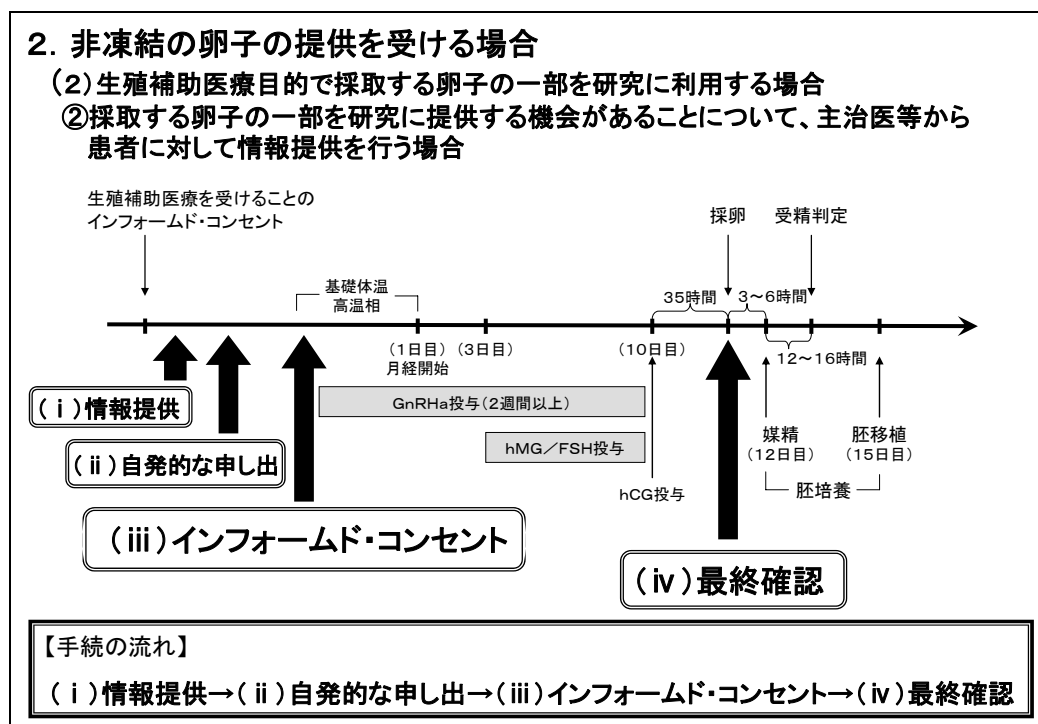 ２．非凍結の卵子の提供を受ける場合
（２）生殖補助医療目的で採取する卵子の一部を研究に利用する場合
②採取する卵子の一部を研究に提供する機会があることについて、主治医等から
患者に対して情報提供を行う場合
生殖補助医療を受けることの
インフォームド・コンセント
採卵
受精判定
基礎体温
高温相
35時間
3～6時間
（1日目）
月経開始
（3日目）
（10日目）
12～16時間
（ⅰ）情報提供
GnRHa投与（2週間以上）
（ⅱ）自発的な申し出
hMG／FSH投与
媒精
（12日目）
胚移植
（15日目）
hCG投与
胚培養
（ⅲ）インフォームド・コンセント
（ⅳ）最終確認
【手続の流れ】
（ⅰ）情報提供→（ⅱ）自発的な申し出→（ⅲ）インフォームド・コンセント→（ⅳ）最終確認